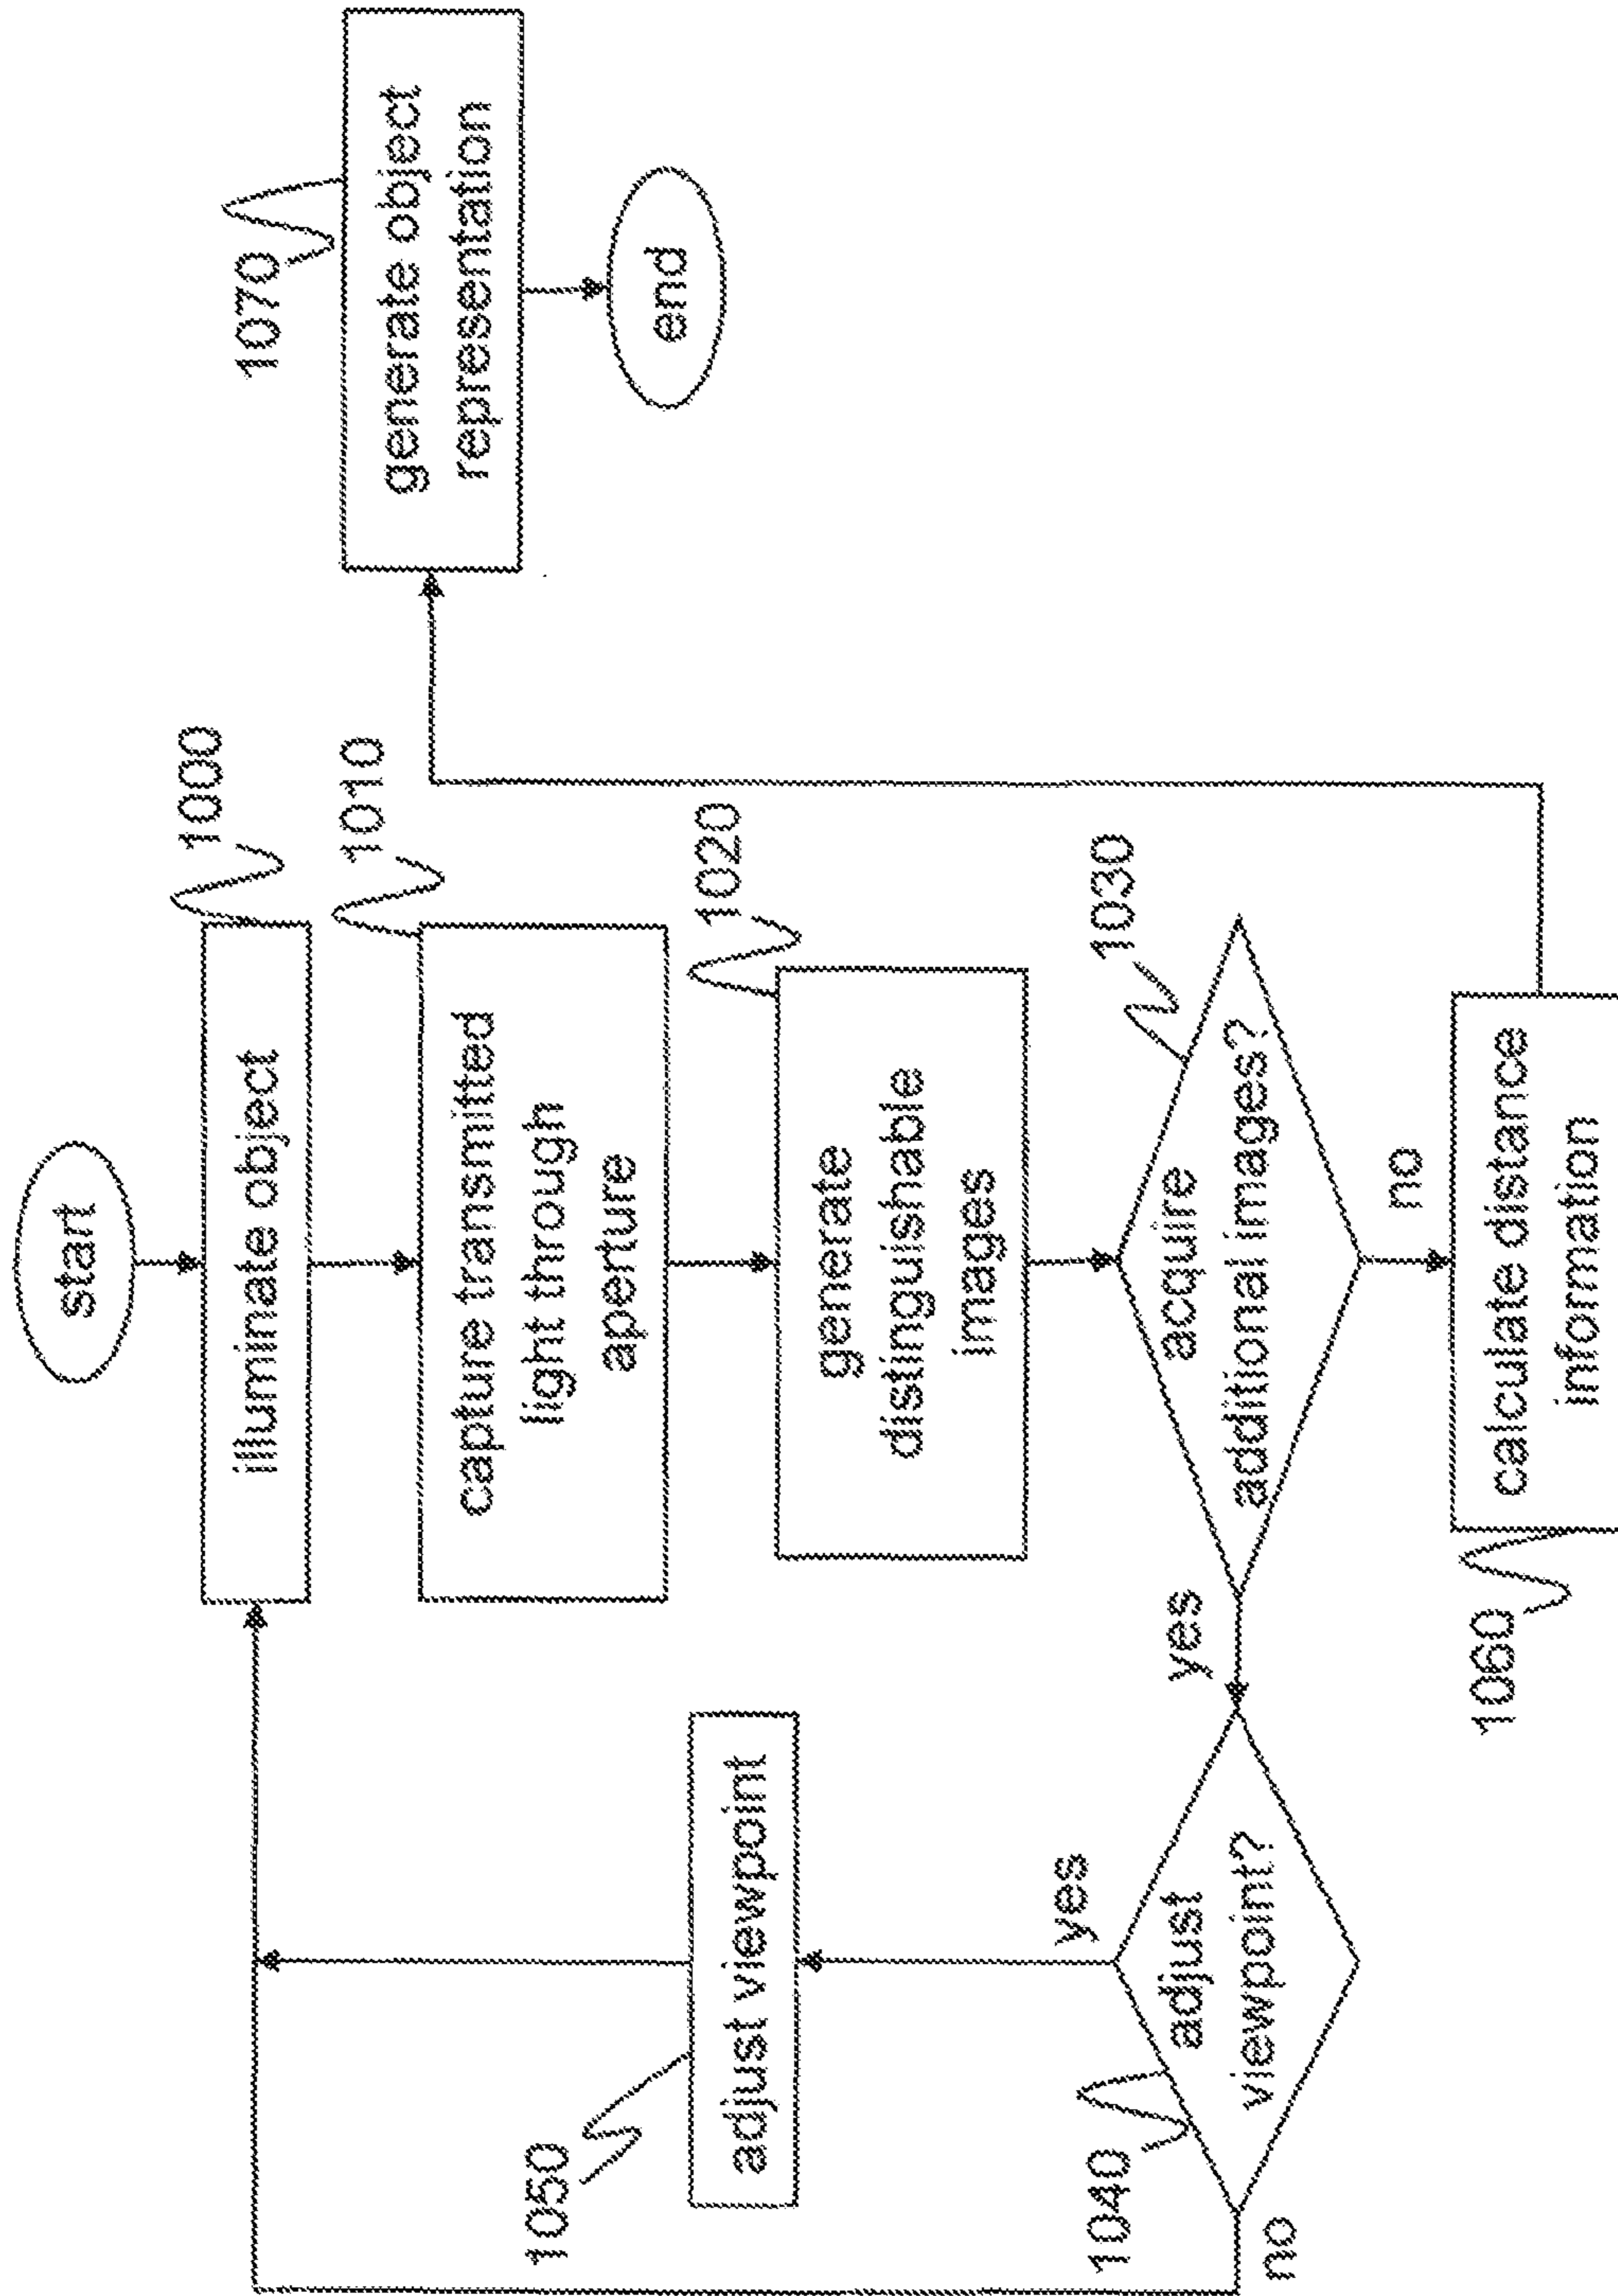 start
illuminate object
1000
capture transmitted
light through
aperture
1010
generate
distinguishable
images
1020
acquire
additional images?
1030
yes
no
adjust
viewpoint?
1040
yes
no
adjust viewpoint
1050
calculate distance
information
1060
generate object
representation
1070
end